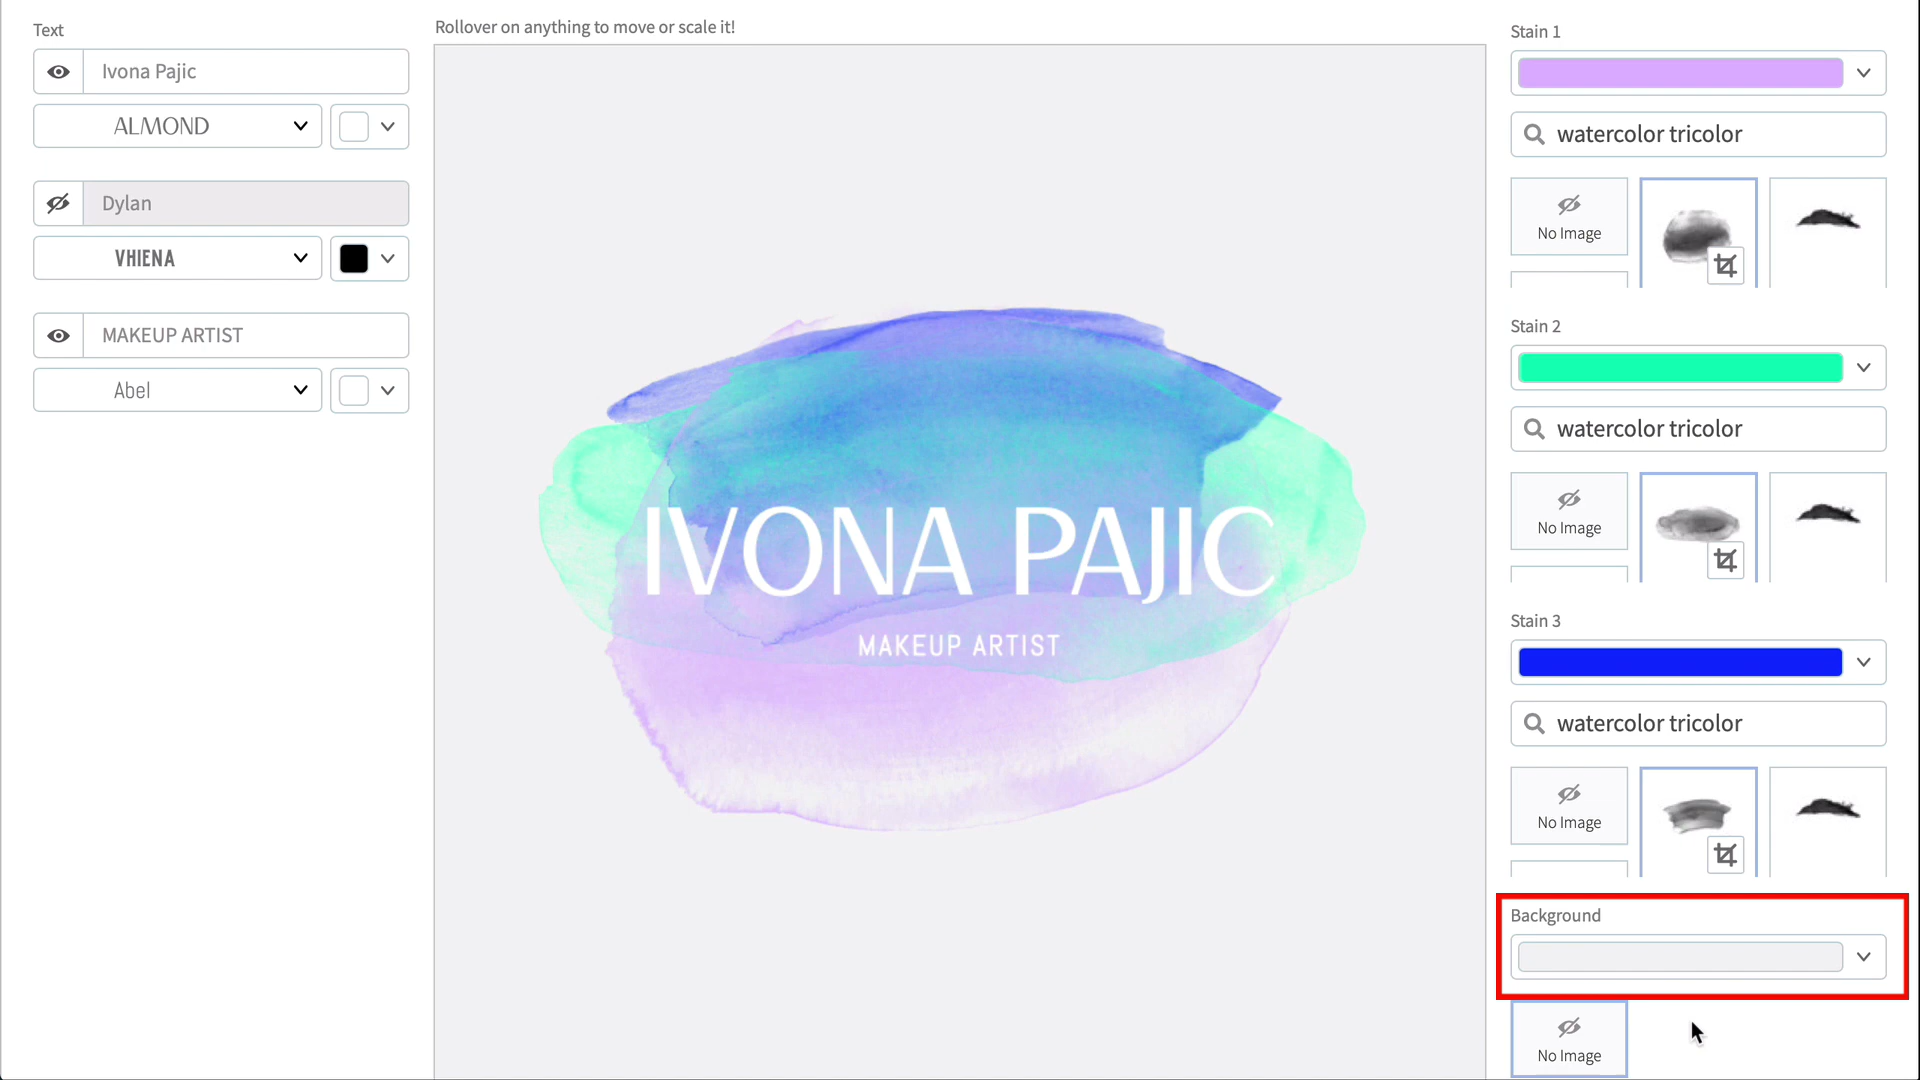 Text
Ivona Pajic
ALMOND
Dylan
VHIENA
MAKEUP ARTIST
Abel
Rollover on anything to move or scale it!
IVONA PAJIC
MAKEUP ARTIST
Stain 1
watercolor tricolor
No Image
Stain 2
watercolor tricolor
No Image
Stain 3
watercolor tricolor
No Image
Background
No Image